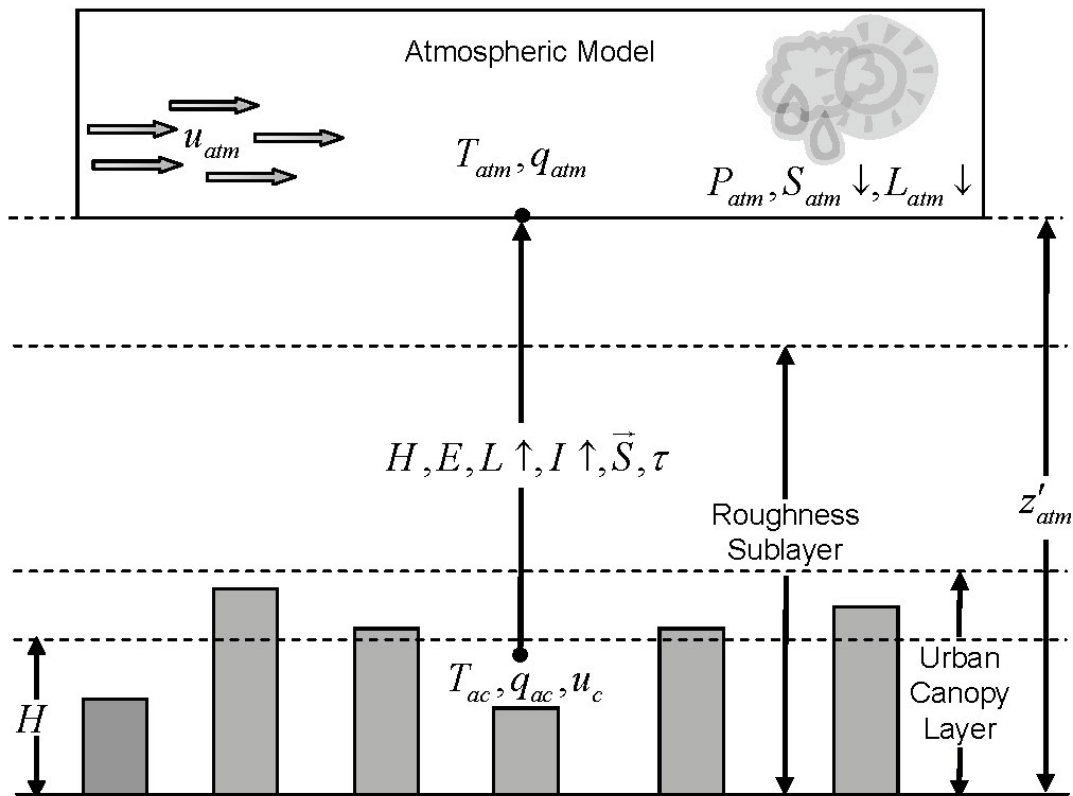 Atmospheric Model
u_atm
T_atm, q_atm
P_atm, S_atm ↓, L_atm ↓
H, E, L ↑, I ↑, S⃗, τ
Roughness
Sublayer
z′_atm
T_ac, q_ac, u_c
Urban
Canopy
Layer
H